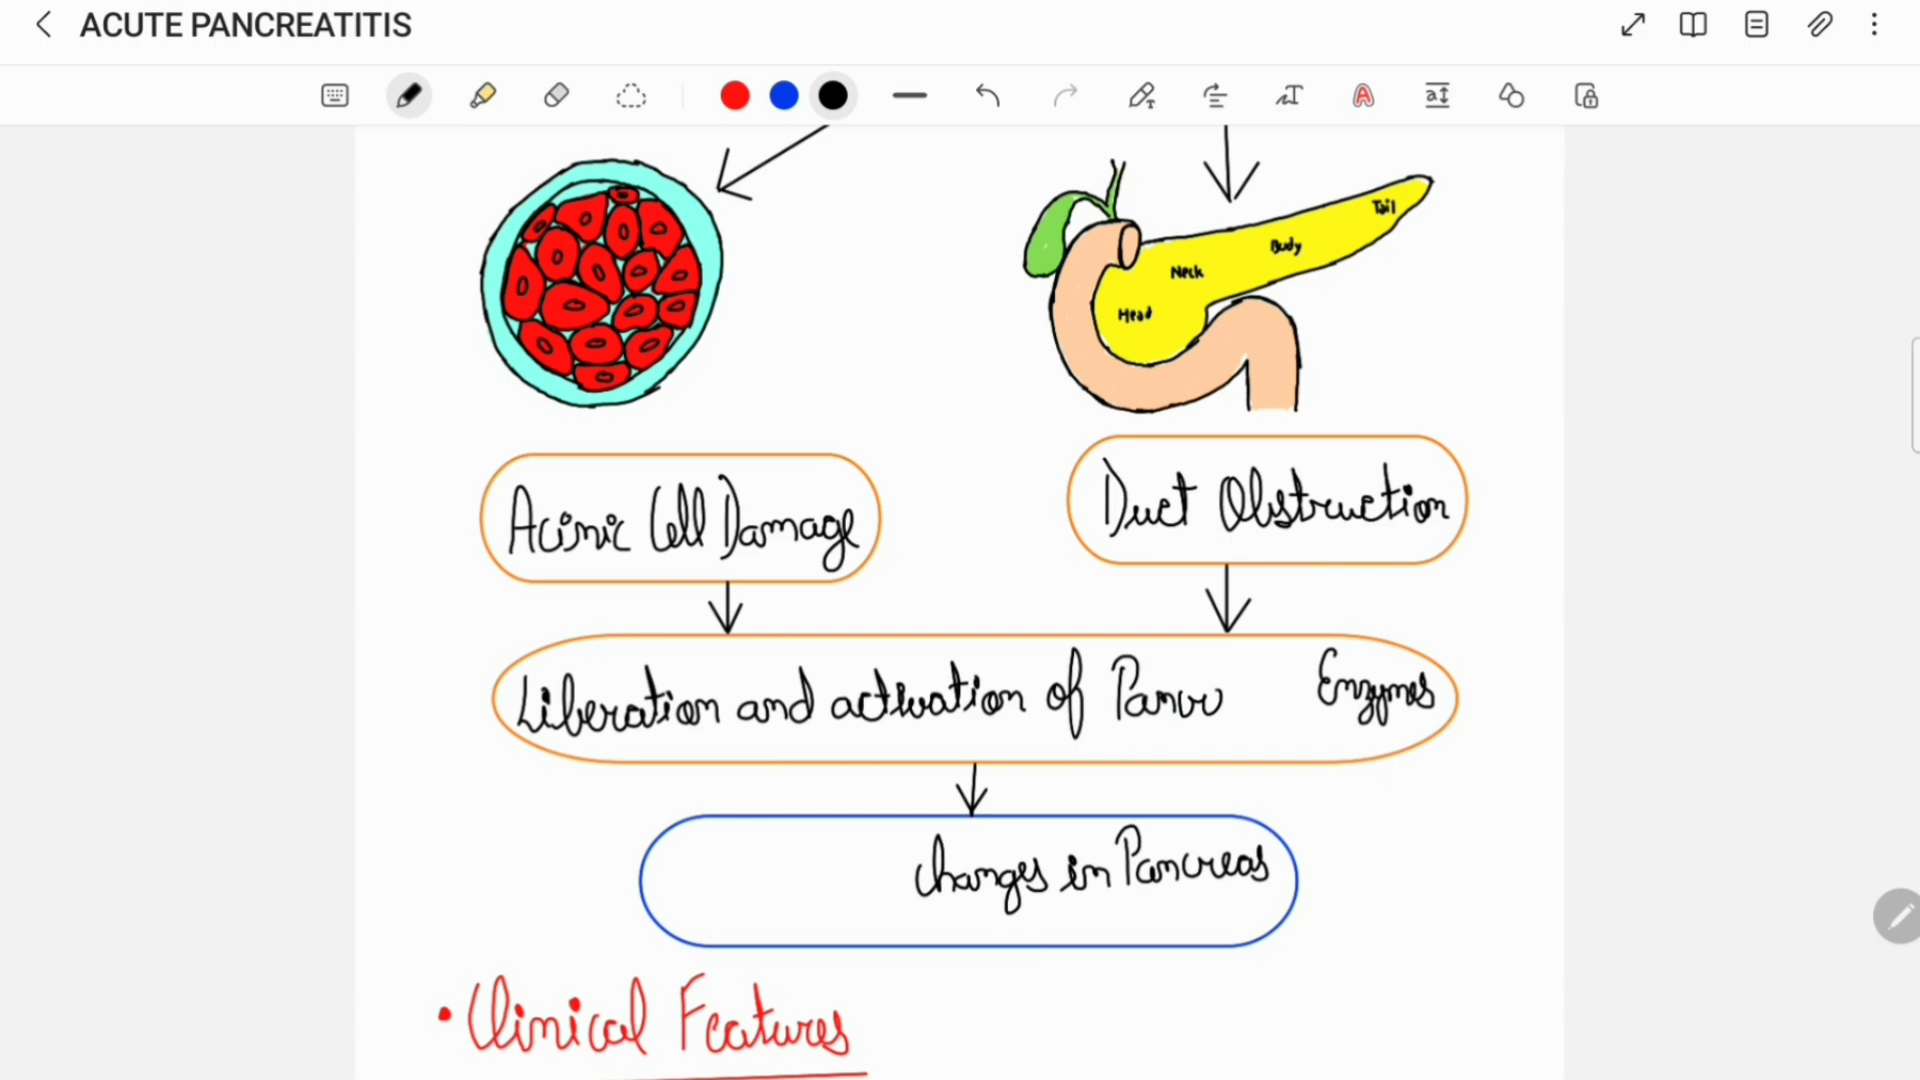 ACUTE PANCREATITIS
Tail
Body
Neck
Head
Acinic Cell Damage
Duct Obstruction
Liberation and activation of Pancr Enzymes
changes in Pancreas
• Clinical Features